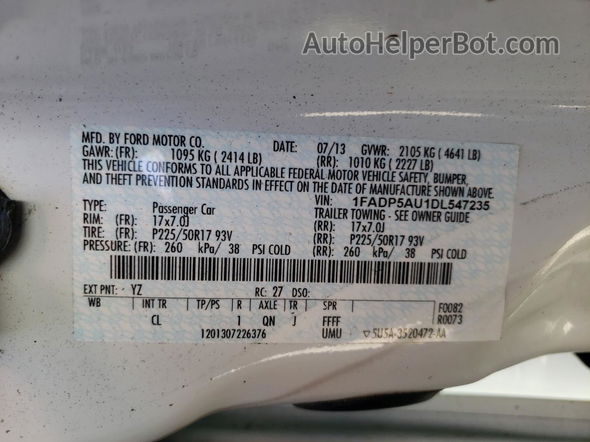 AutoHelperBot.com
MFD. BY FORD MOTOR CO. DATE: 07/13 GVWR: 2105 KG ( 4641 LB)
GAWR: (FR): 1095 KG ( 2414 LB) (RR): 1010 KG ( 2227 LB)
THIS VEHICLE CONFORMS TO ALL APPLICABLE FEDERAL MOTOR VEHICLE SAFETY, BUMPER,
AND THEFT PREVENTION STANDARDS IN EFFECT ON THE DATE OF MANUFACTURE SHOWN ABOVE.
VIN: 1FADP5AU1DL547235
TYPE: Passenger Car TRAILER TOWING - SEE OWNER GUIDE
RIM: (FR): 17x7.0J (RR): 17x7.0J
TIRE: (FR): P225/50R17 93V (RR): P225/50R17 93V
PRESSURE: (FR): 260 kPa/ 38 PSI COLD (RR): 260 kPa/ 38 PSI COLD
EXT PNT: YZ RC: 27 DSO:
WB INT TR TP/PS R AXLE TR SPR F0082
CL 1 QN J FFFF R0073
1201307226376 UMU ▽5U5A-3520472-AA